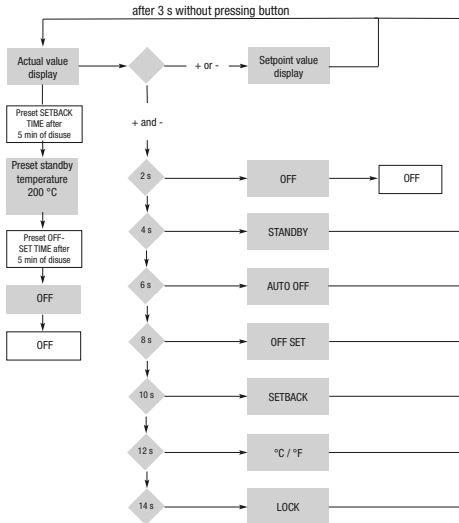 after 3 s without pressing button
Actual value
display
+ or -
Setpoint value
display
Preset SETBACK
TIME after
5 min of disuse
+ and -
Preset standby
temperature
200 °C
2 s
OFF
OFF
Preset OFF-
SET TIME after
5 min of disuse
4 s
STANDBY
OFF
6 s
AUTO OFF
OFF
8 s
OFF SET
10 s
SETBACK
12 s
°C / °F
14 s
LOCK